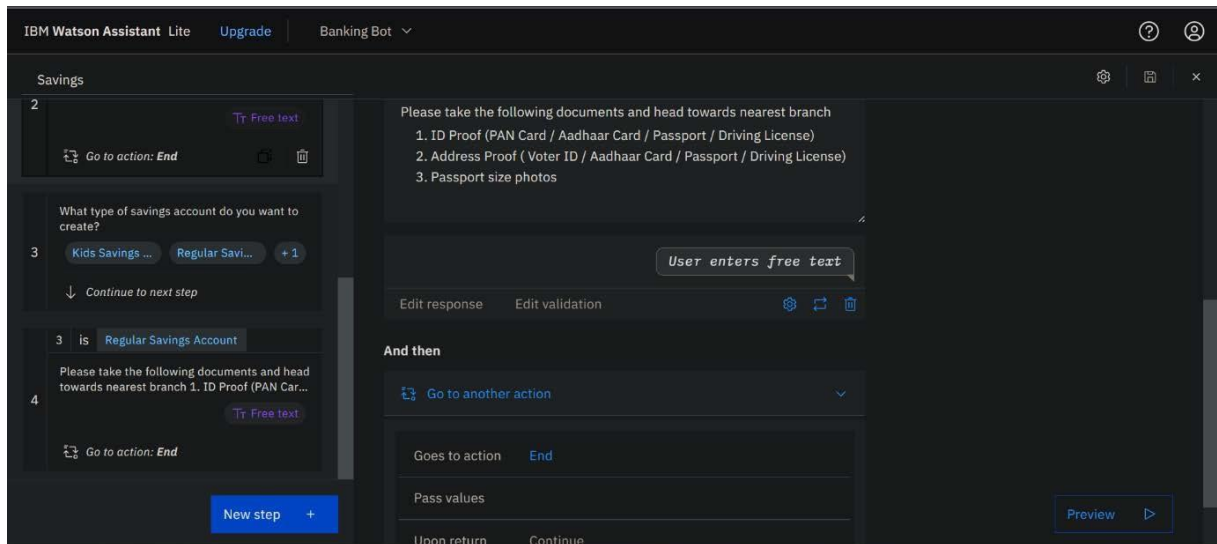 IBM Watson Assistant Lite Upgrade Banking Bot
Savings
2
Tт Free text
Go to action: End
What type of savings account do you want to
create?
3 Kids Savings ... Regular Savi... + 1
Continue to next step
3 is Regular Savings Account
Please take the following documents and head
towards nearest branch 1. ID Proof (PAN Car...
4
Tт Free text
Go to action: End
New step +
Please take the following documents and head towards nearest branch
1. ID Proof (PAN Card / Aadhaar Card / Passport / Driving License)
2. Address Proof ( Voter ID / Aadhaar Card / Passport / Driving License)
3. Passport size photos
User enters free text
Edit response Edit validation
And then
Go to another action
Goes to action End
Pass values
Upon return Continue
Preview